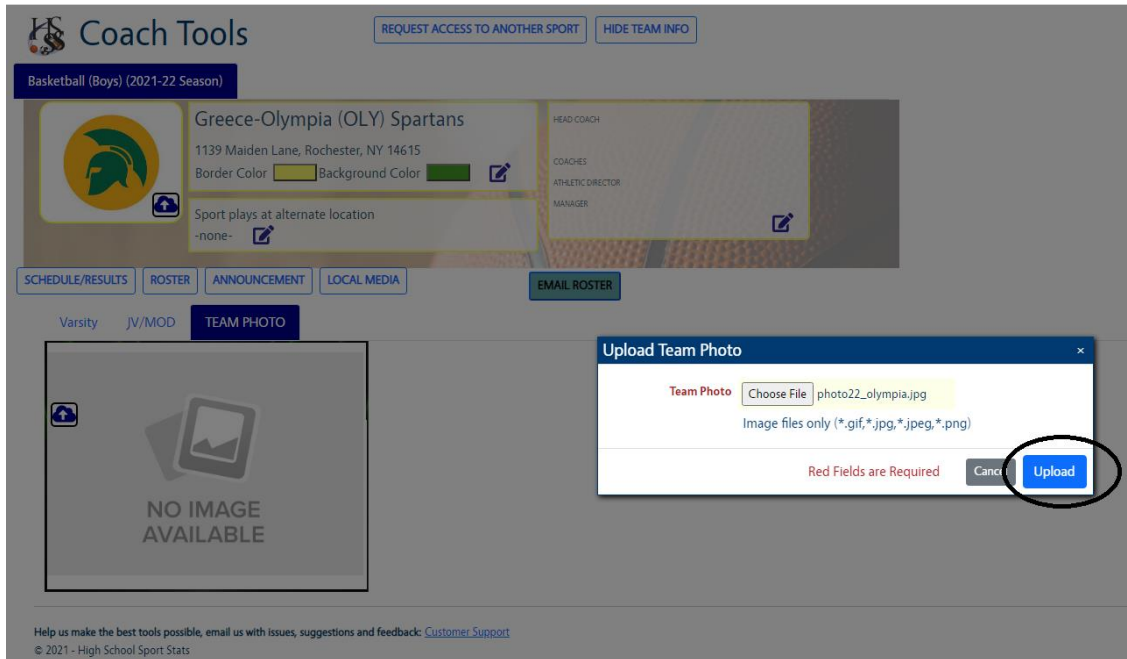 HSS Coach Tools
REQUEST ACCESS TO ANOTHER SPORT
HIDE TEAM INFO
Basketball (Boys) (2021-22 Season)
Greece-Olympia (OLY) Spartans
1139 Maiden Lane, Rochester, NY 14615
Border Color Background Color
Sport plays at alternate location
-none-
HEAD COACH
COACHES
ATHLETIC DIRECTOR
MANAGER
SCHEDULE/RESULTS
ROSTER
ANNOUNCEMENT
LOCAL MEDIA
EMAIL ROSTER
Varsity
JV/MOD
TEAM PHOTO
NO IMAGE
AVAILABLE
Upload Team Photo ×
Team Photo Choose File photo22_olympia.jpg
Image files only (*.gif,*.jpg,*.jpeg,*.png)
Red Fields are Required
Cancel
Upload
Help us make the best tools possible, email us with issues, suggestions and feedback: Customer Support
© 2021 - High School Sport Stats